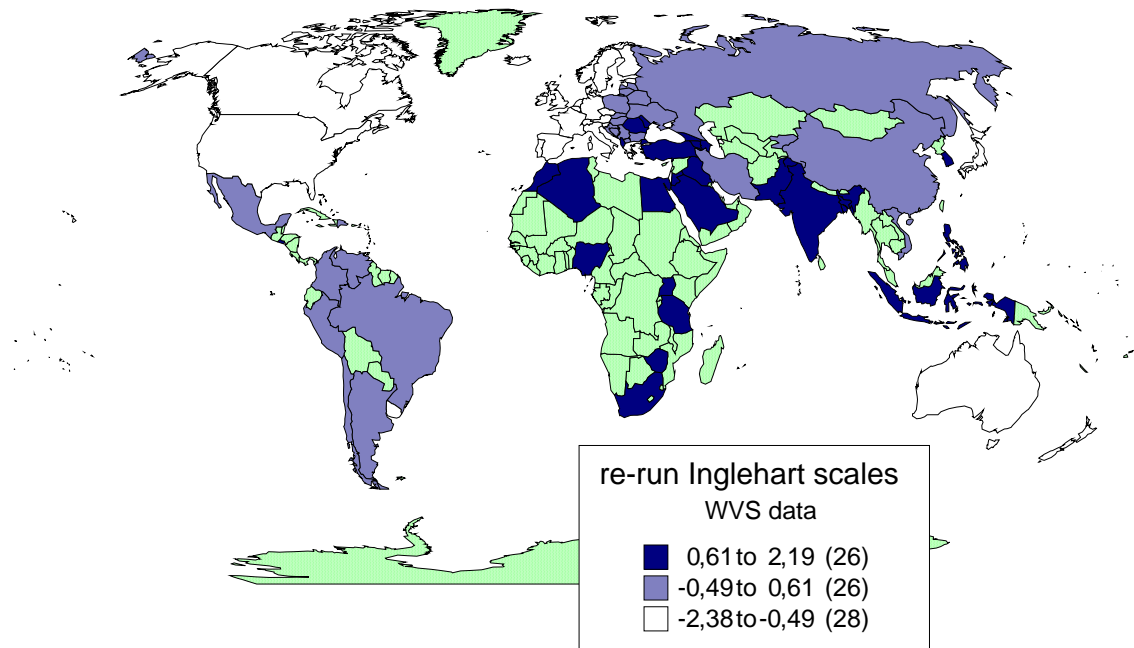 re-run Inglehart scales
WVS data
0,61 to 2,19 (26)
-0,49 to 0,61 (26)
-2,38 to -0,49 (28)